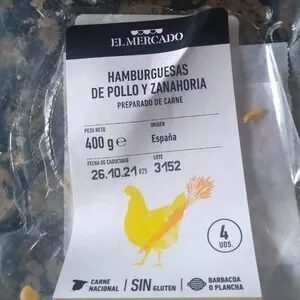 EL MERCADO
HAMBURGUESAS
DE POLLO Y ZANAHORIA
PREPARADO DE CARNE
PESO NETO
400 g e
ORIGEN
España
FECHA DE CADUCIDAD
26.10.21 825
LOTE
3152
4
UDS.
CARNE
NACIONAL
SIN
GLUTEN
BARBACOA
O PLANCHA